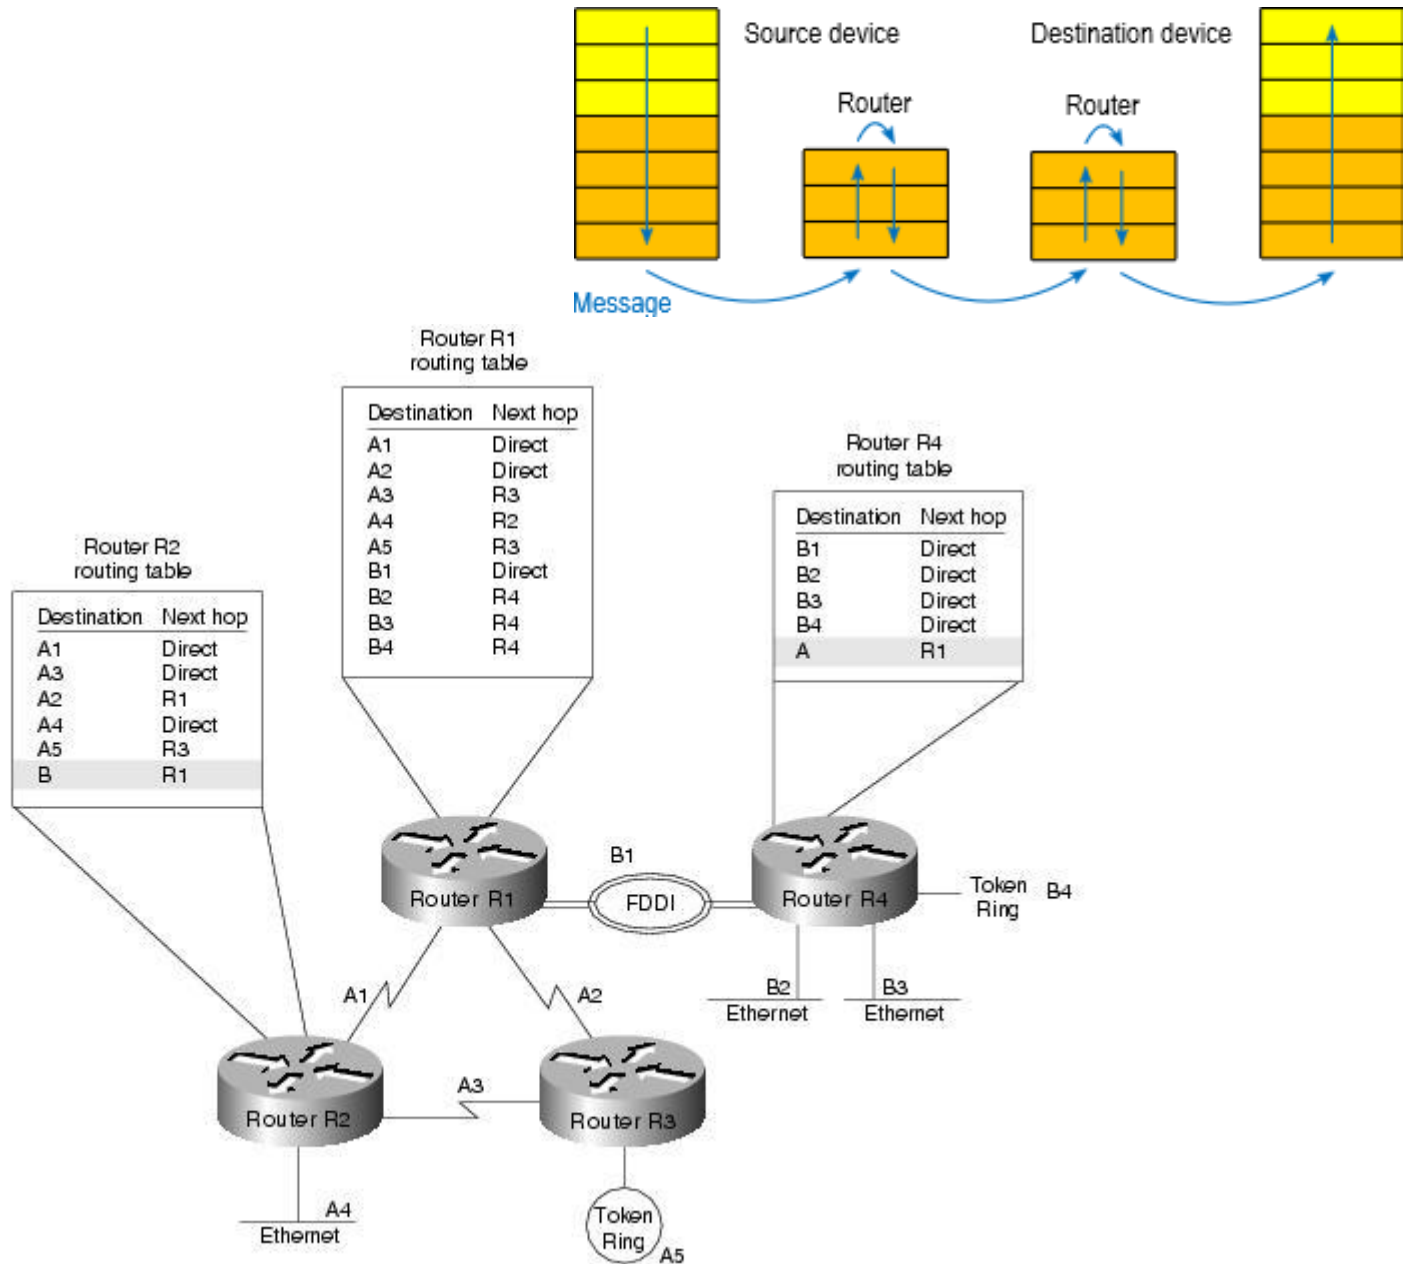 Source device
Destination device
Router
Router
Message
Router R1
routing table
Destination Next hop
A1 Direct
A2 Direct
A3 R3
A4 R2
A5 R3
B1 Direct
B2 R4
B3 R4
B4 R4
Router R4
routing table
Destination Next hop
B1 Direct
B2 Direct
B3 Direct
B4 Direct
A R1
Router R2
routing table
Destination Next hop
A1 Direct
A3 Direct
A2 R1
A4 Direct
A5 R3
B R1
B1
Router R1
FDDI
Router R4
Token
Ring
B4
A1
A2
B2
Ethernet
B3
Ethernet
A3
Router R2
Router R3
A4
Ethernet
Token
Ring
A5